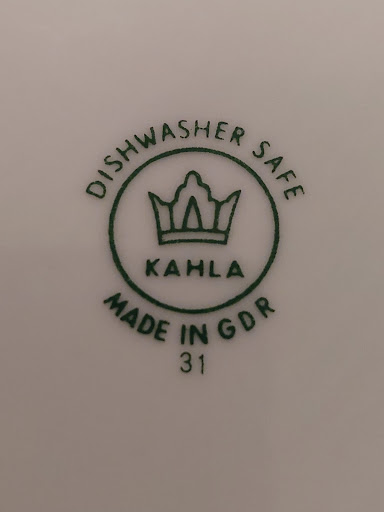 DISHWASHER SAFE
KAHLA
MADE IN GDR
31